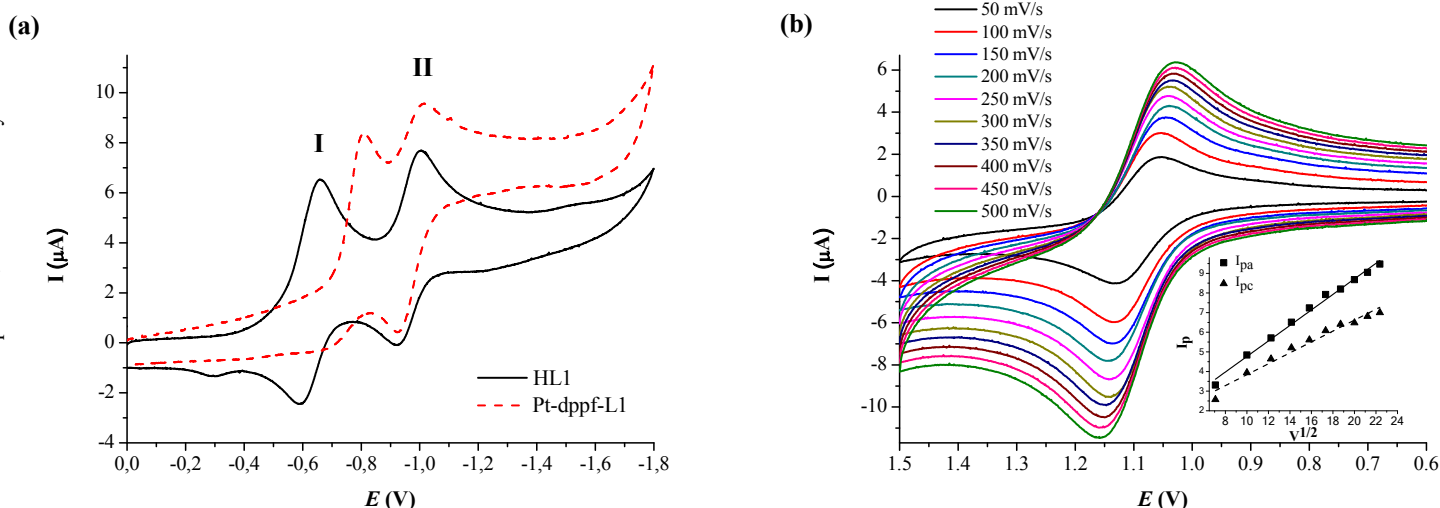 (a)
I
II
10
8
6
4
2
0
-2
-4
I (μA)
HL1
Pt-dppf-L1
0,0 -0,2 -0,4 -0,6 -0,8 -1,0 -1,2 -1,4 -1,6 -1,8
E (V)
(b)
50 mV/s
100 mV/s
150 mV/s
200 mV/s
250 mV/s
300 mV/s
350 mV/s
400 mV/s
450 mV/s
500 mV/s
6
4
2
0
-2
-4
-6
-8
-10
I (μA)
Ipa
Ipc
9
8
7
6
5
4
3
2
Ip
8 10 12 14 16 18 20 22 24
V1/2
1.5 1.4 1.3 1.2 1.1 1.0 0.9 0.8 0.7 0.6
E (V)